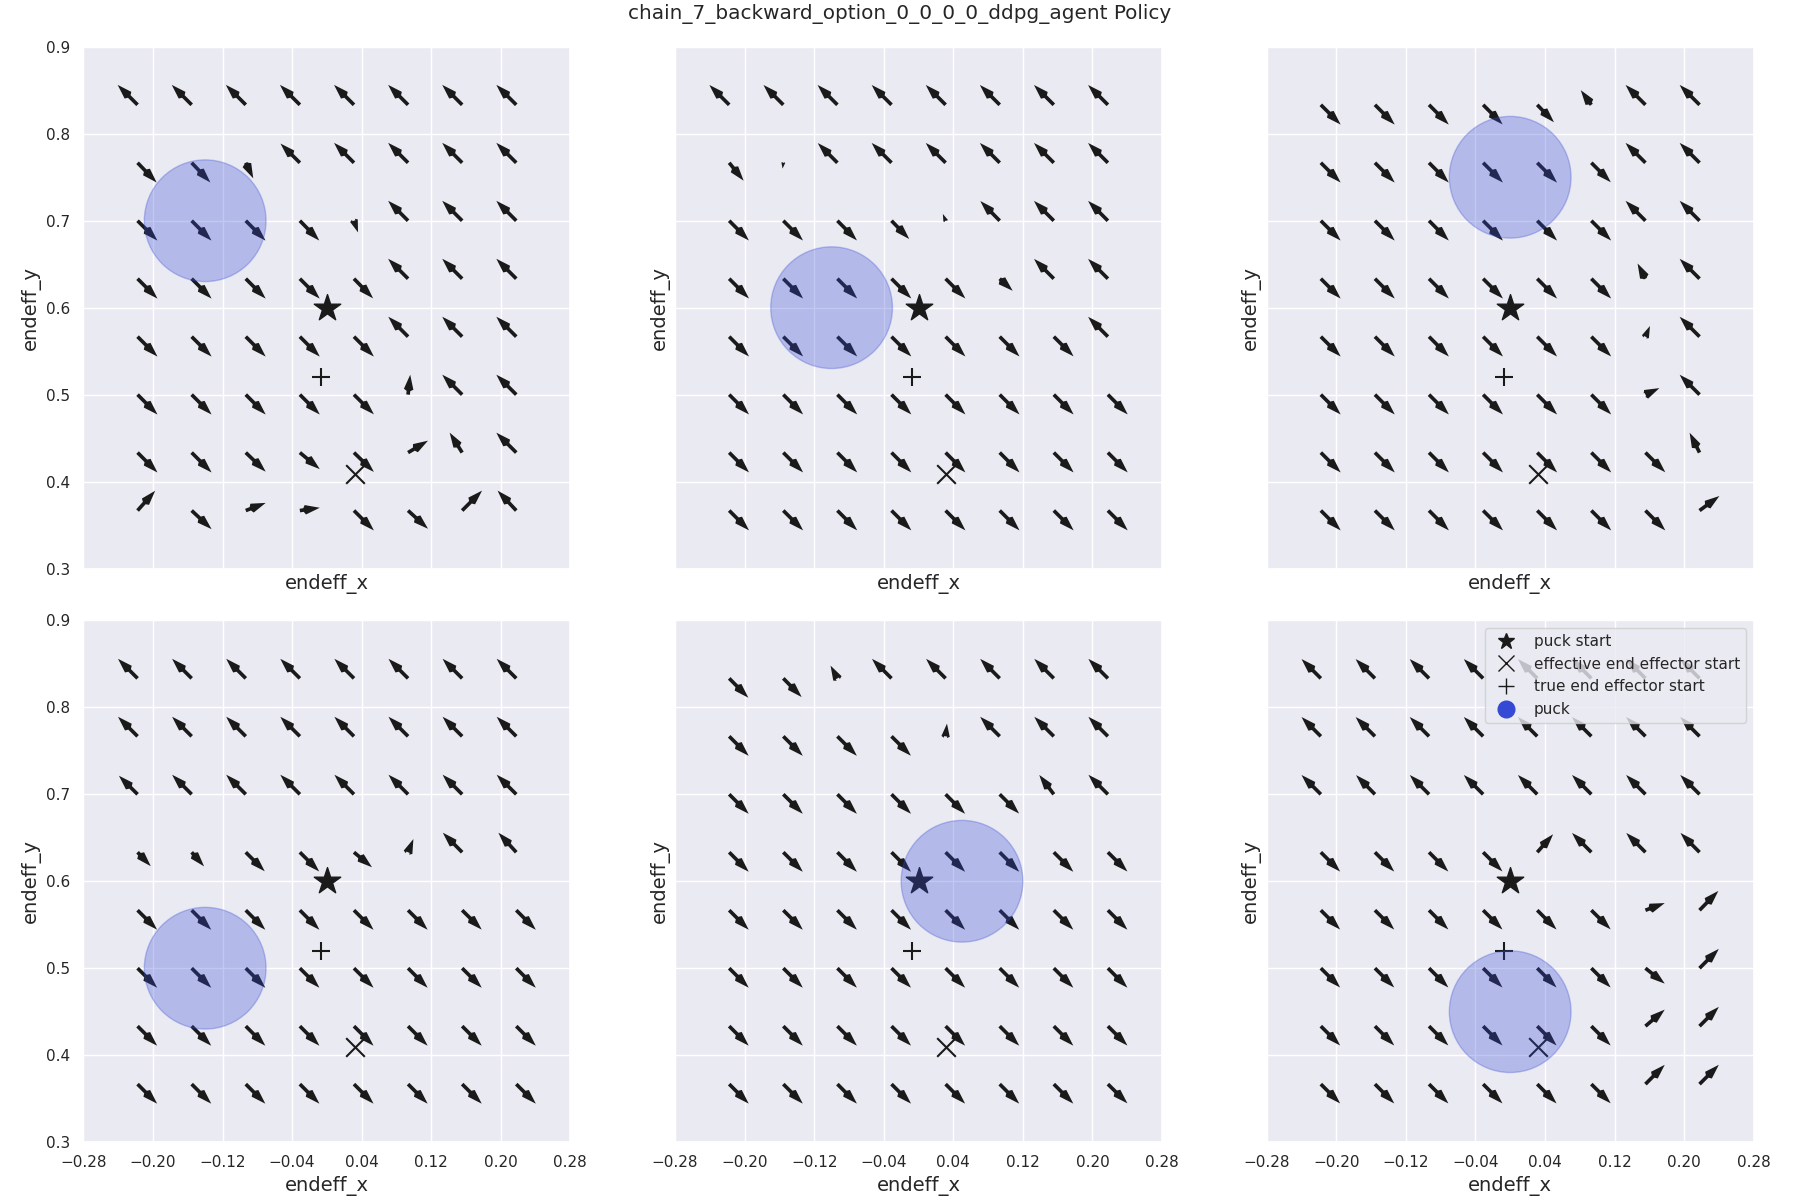 chain_7_backward_option_0_0_0_0_ddpg_agent Policy
0.9
0.8
0.7
0.6
0.5
0.4
0.3
endeff_y
endeff_x
endeff_y
endeff_x
endeff_y
endeff_x
0.9
0.8
0.7
0.6
0.5
0.4
0.3
endeff_y
−0.28 −0.20 −0.12 −0.04 0.04 0.12 0.20 0.28
endeff_x
endeff_y
−0.28 −0.20 −0.12 −0.04 0.04 0.12 0.20 0.28
endeff_x
puck start
effective end effector start
true end effector start
puck
endeff_y
−0.28 −0.20 −0.12 −0.04 0.04 0.12 0.20 0.28
endeff_x